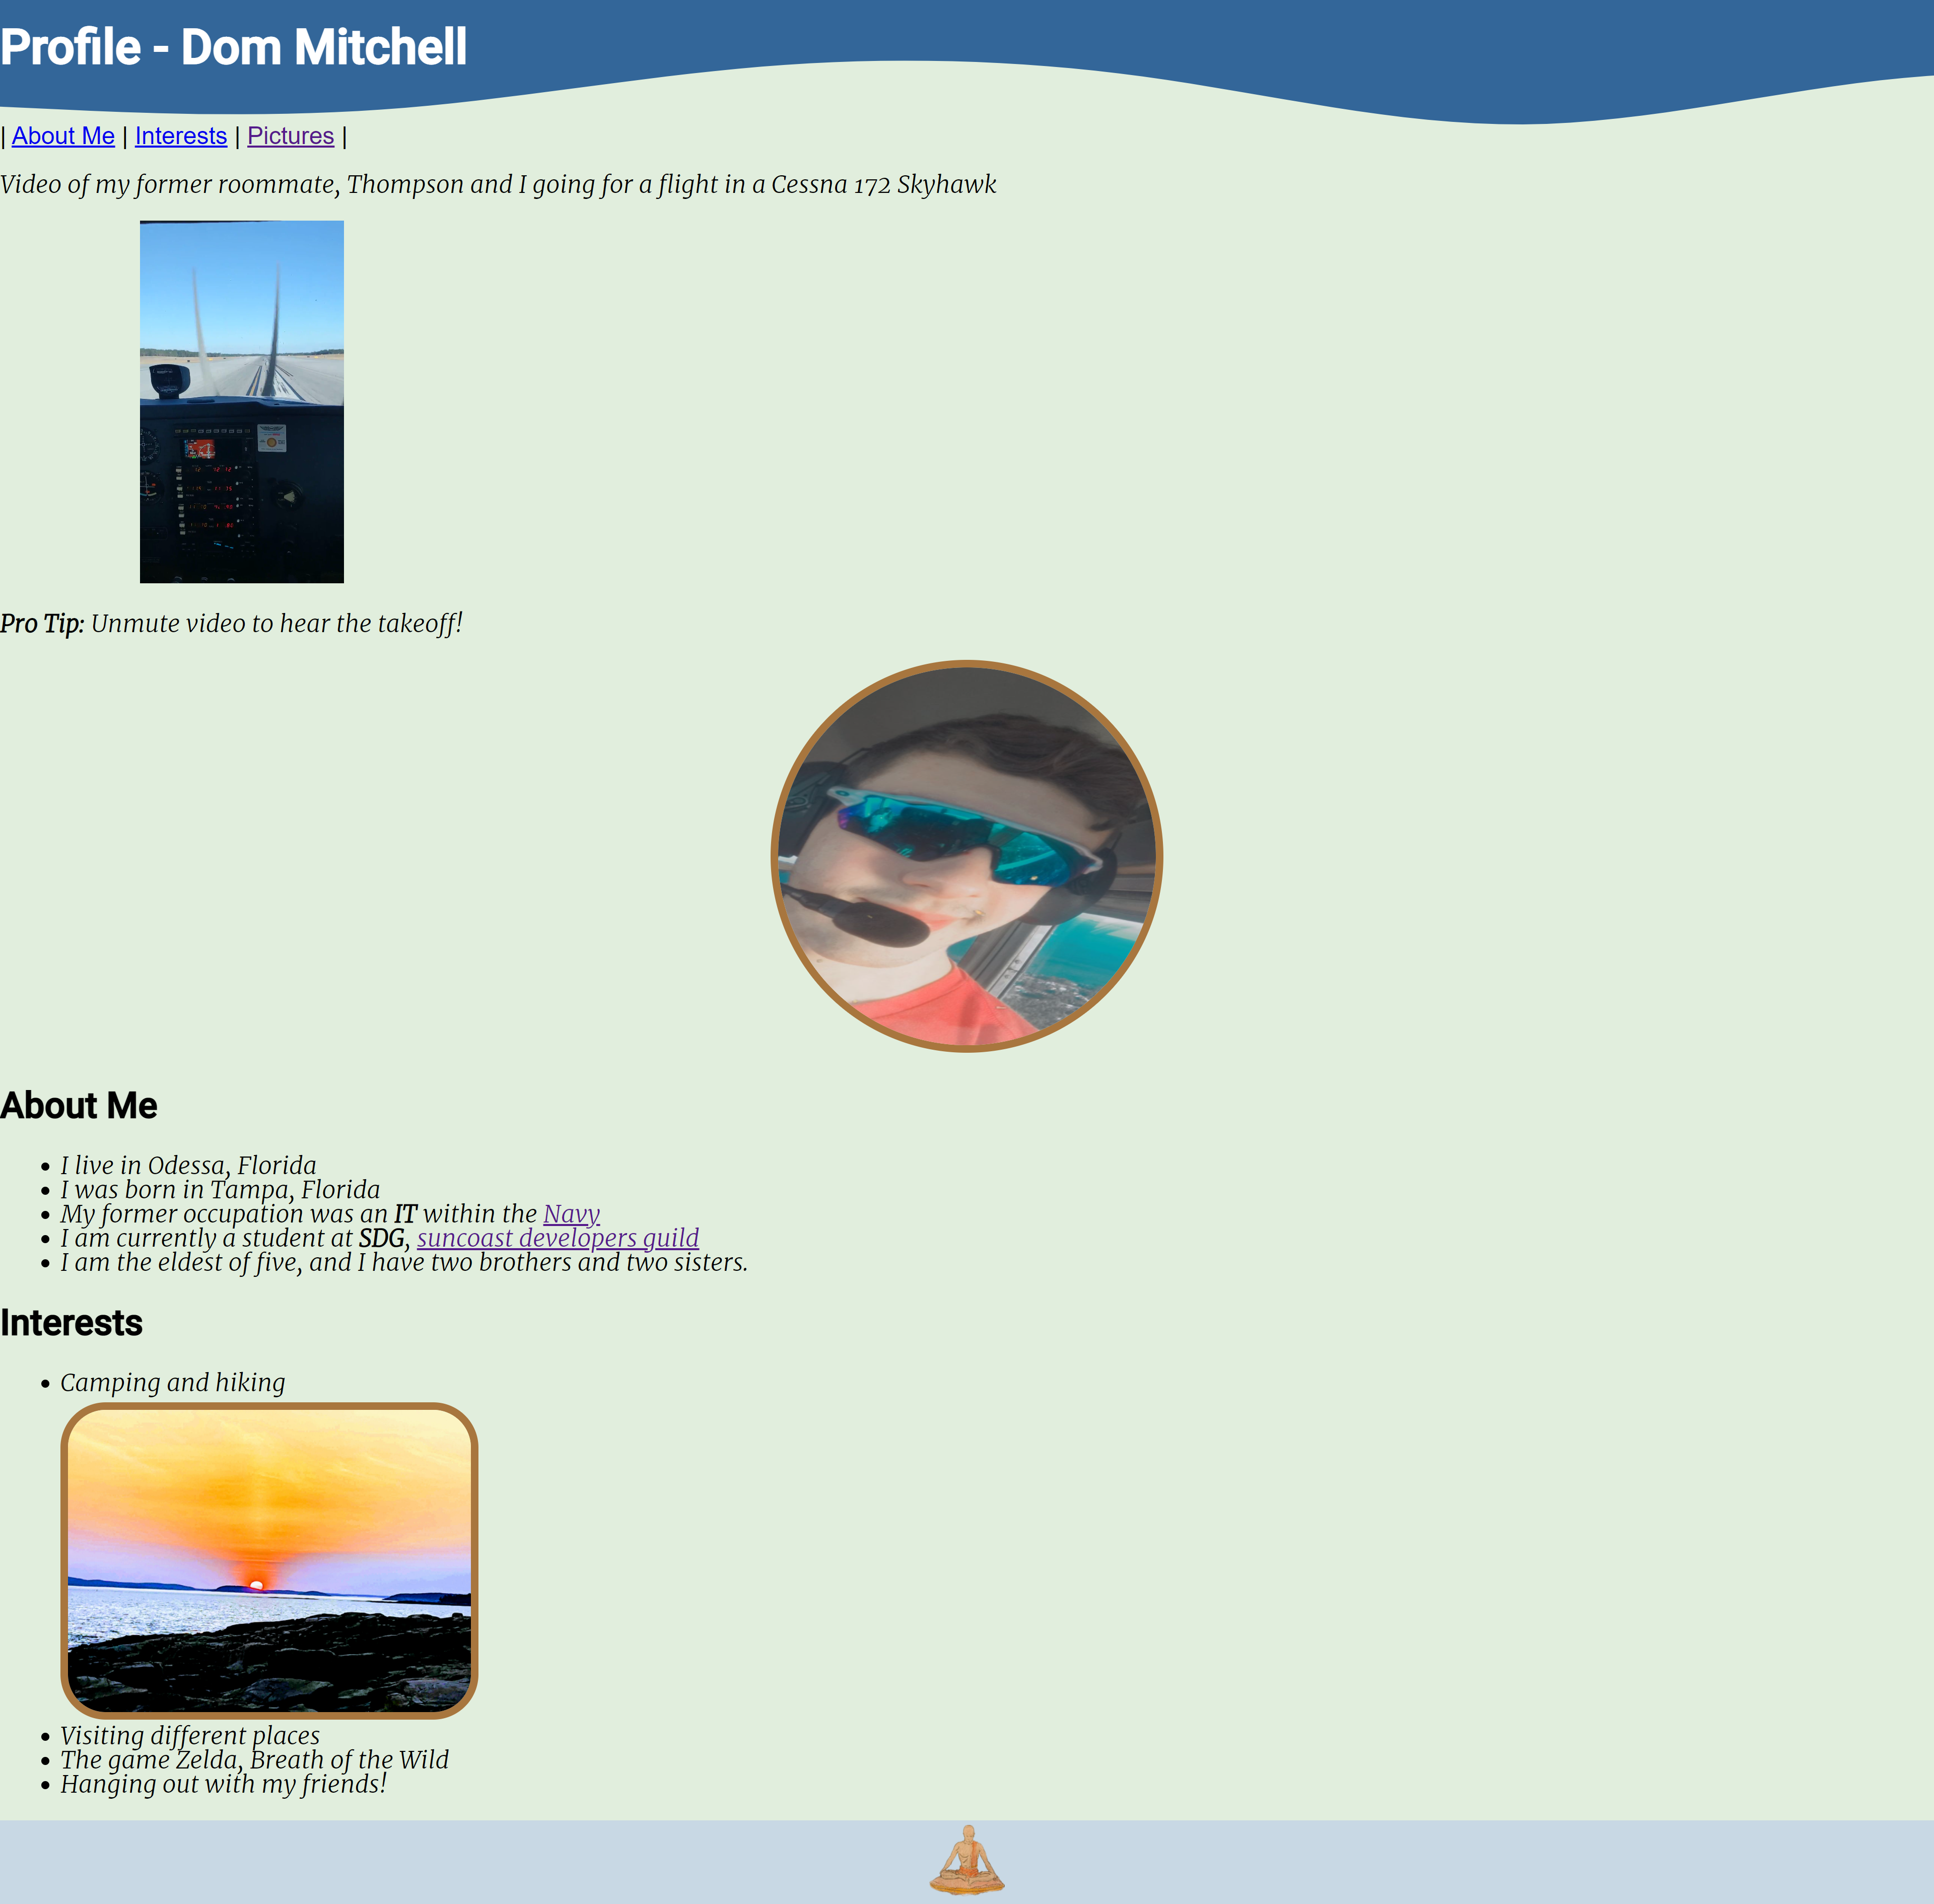 Profile - Dom Mitchell
| About Me | Interests | Pictures |
Video of my former roommate, Thompson and I going for a flight in a Cessna 172 Skyhawk
Pro Tip: Unmute video to hear the takeoff!
About Me
I live in Odessa, Florida
I was born in Tampa, Florida
My former occupation was an IT within the Navy
I am currently a student at SDG, suncoast developers guild
I am the eldest of five, and I have two brothers and two sisters.
Interests
Camping and hiking
Visiting different places
The game Zelda, Breath of the Wild
Hanging out with my friends!